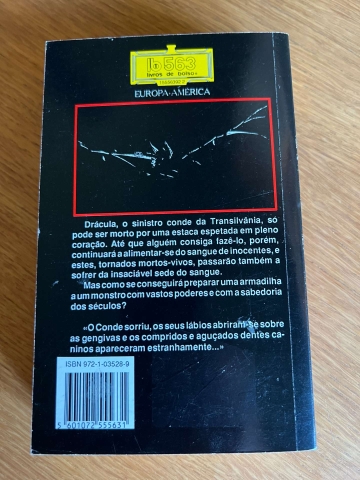 lb 563
livros de bolso
EUROPA-AMÉRICA
Drácula, o sinistro conde da Transilvânia, só
pode ser morto por uma estaca espetada em pleno
coração. Até que alguém consiga fazê-lo, porém,
continuará a alimentar-se do sangue de inocentes, e
estes, tornados mortos-vivos, passarão também a
sofrer da insaciável sede do sangue.
Mas como se conseguirá preparar uma armadilha
a um monstro com vastos poderes e com a sabedoria
dos séculos?
«O Conde sorriu, os seus lábios abriram-se sobre
as gengivas e os compridos e aguçados dentes ca-
ninos apareceram estranhamente...»
ISBN 972-1-03528-9
5 601072 555631